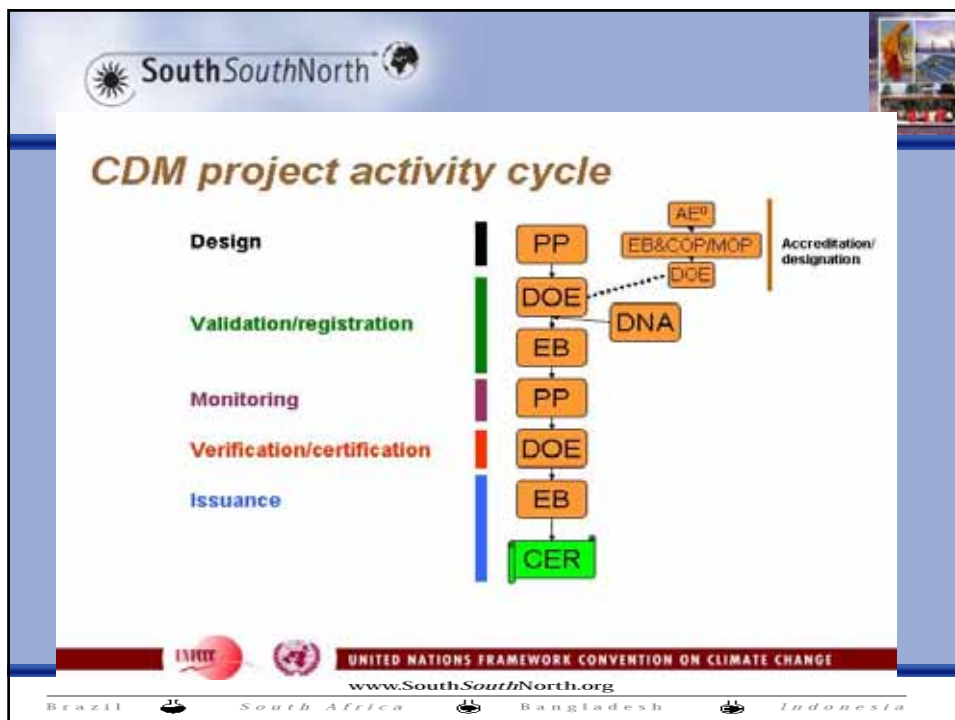 SouthSouthNorth
CDM project activity cycle
Design
Validation/registration
Monitoring
Verification/certification
Issuance
PP
DOE
EB
PP
DOE
EB
CER
DNA
EB&COP/MOP
DOE
Accreditation/
designation
UNITED NATIONS FRAMEWORK CONVENTION ON CLIMATE CHANGE
www.SouthSouthNorth.org
Brazil South Africa Bangladesh Indonesia